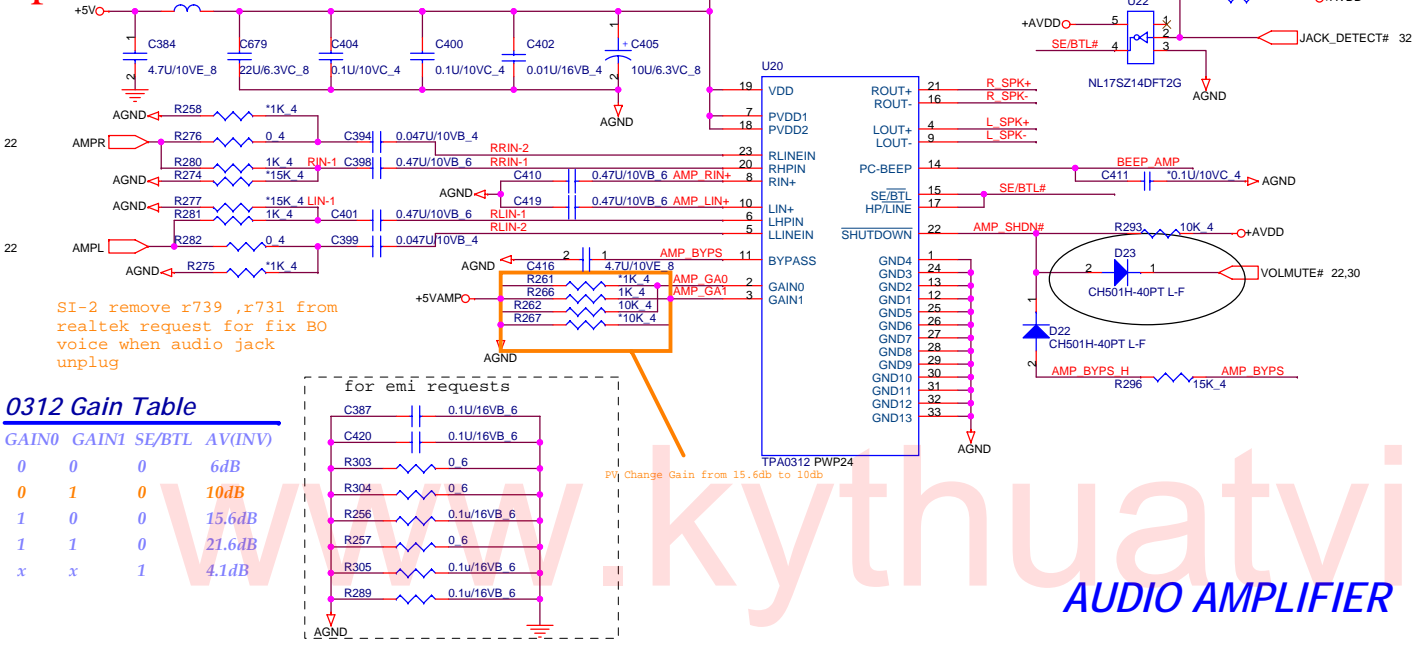 +5V
C384
4.7U/10VE_8
C679
22U/6.3VC_8
C404
0.1U/10VC_4
C400
0.1U/10VC_4
C402
0.01U/16VB_4
C405
10U/6.3VC_8
1
2
1
2
+
AGND
U22
+AVDD
5
1
2
4
3
SE/BTL#
NL17SZ14DFT2G
AGND
JACK_DETECT# 32
U20
19 VDD
7 PVDD1
18 PVDD2
23 RLINEIN
20 RHPIN
8 RIN+
10 LIN+
6 LHPIN
5 LLINEIN
11 BYPASS
2 GAIN0
3 GAIN1
ROUT+ 21 R_SPK+
ROUT- 16 R_SPK-
LOUT+ 4 L_SPK+
LOUT- 9 L_SPK-
PC-BEEP 14 BEEP_AMP
C411 *0.1U/10VC_4 AGND
SE/BTL 15 SE/BTL#
HP/LINE 17
SHUTDOWN 22 AMP_SHDN#
GND4 1
GND3 24
GND2 13
GND1 12
GND5 25
GND6 26
GND7 27
GND8 28
GND9 29
GND10 30
GND11 31
GND12 32
GND13 33
AGND
TPA0312 PWP24
AGND R258 *1K_4
22 AMPR R276 0_4 C394 0.047U/10VB_4 RRIN-2
R280 1K_4 RIN-1 C398 0.47U/10VB_6 RRIN-1
AGND R274 *15K_4
C410 0.47U/10VB_6 AMP_RIN+
AGND
C419 0.47U/10VB_6 AMP_LIN+
AGND R277 *15K_4 LIN-1
R281 1K_4 C401 0.47U/10VB_6 RLIN-1
RLIN-2
22 AMPL R282 0_4 C399 0.047U/10VB_4
AGND R275 *1K_4
AGND 2 1 AMP_BYPS
C416 4.7U/10VE_8
R261 *1K_4 AMP_GA0
+5VAMP R266 1K_4 AMP_GA1
R262 10K_4
R267 *10K_4
AGND
R293 10K_4 +AVDD
D23
2 1 VOLMUTE# 22,30
CH501H-40PT L-F
1
D22
CH501H-40PT L-F
2
AMP_BYPS_H R296 15K_4 AMP_BYPS
SI-2 remove r739 ,r731 from
realtek request for fix BO
voice when audio jack
unplug
0312 Gain Table
GAIN0 GAIN1 SE/BTL AV(INV)
0 0 0 6dB
0 1 0 10dB
1 0 0 15.6dB
1 1 0 21.6dB
x x 1 4.1dB
for emi requests
C387 0.1U/16VB_6
C420 0.1U/16VB_6
R303 0_6
R304 0_6
R256 0.1u/16VB_6
R257 0_6
R305 0.1u/16VB_6
R289 0.1u/16VB_6
AGND
PV Change Gain from 15.6db to 10db
www.kythuatvi
AUDIO AMPLIFIER